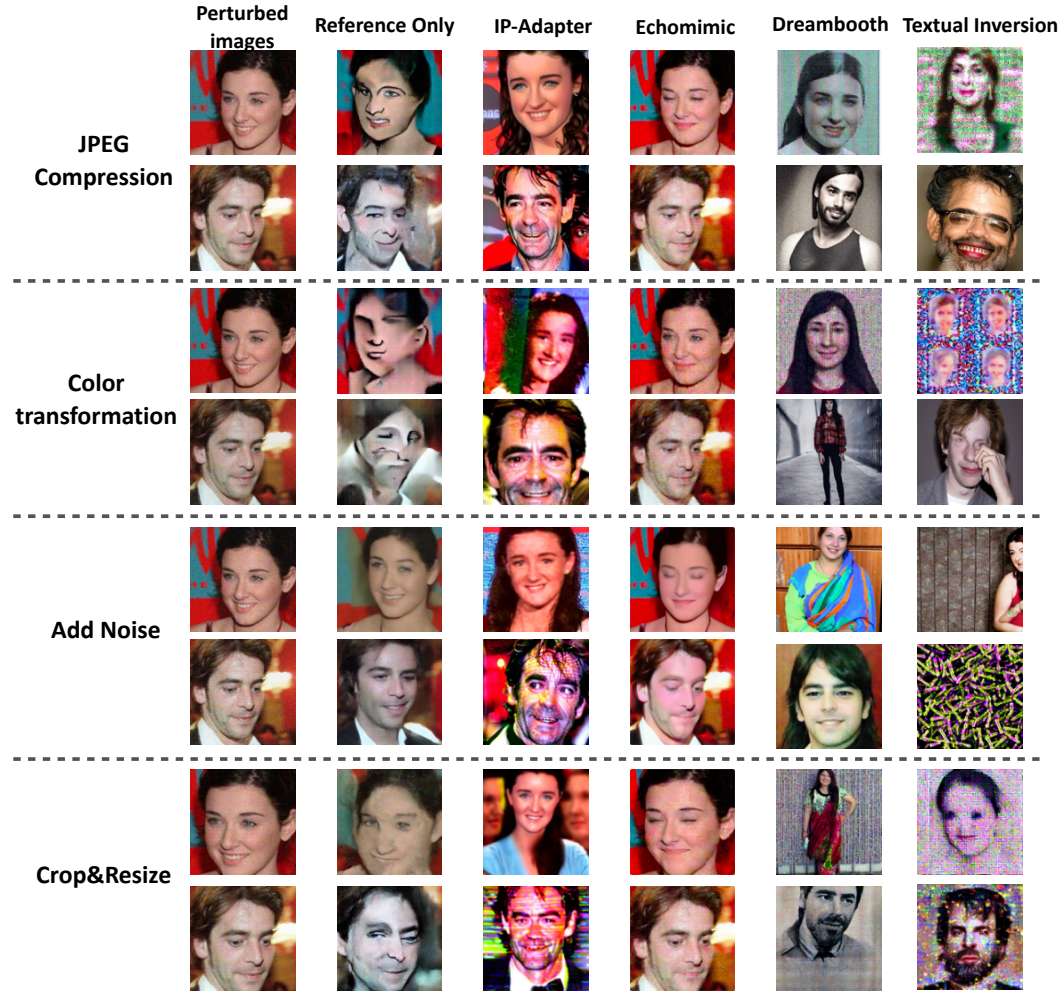 Perturbed images Reference Only IP-Adapter Echomimic Dreambooth Textual Inversion
JPEG
Compression
Color
transformation
Add Noise
Crop&Resize